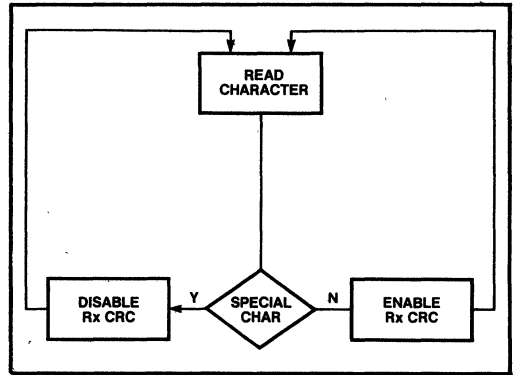 READ
CHARACTER
Y
SPECIAL
CHAR
N
DISABLE
Rx CRC
ENABLE
Rx CRC